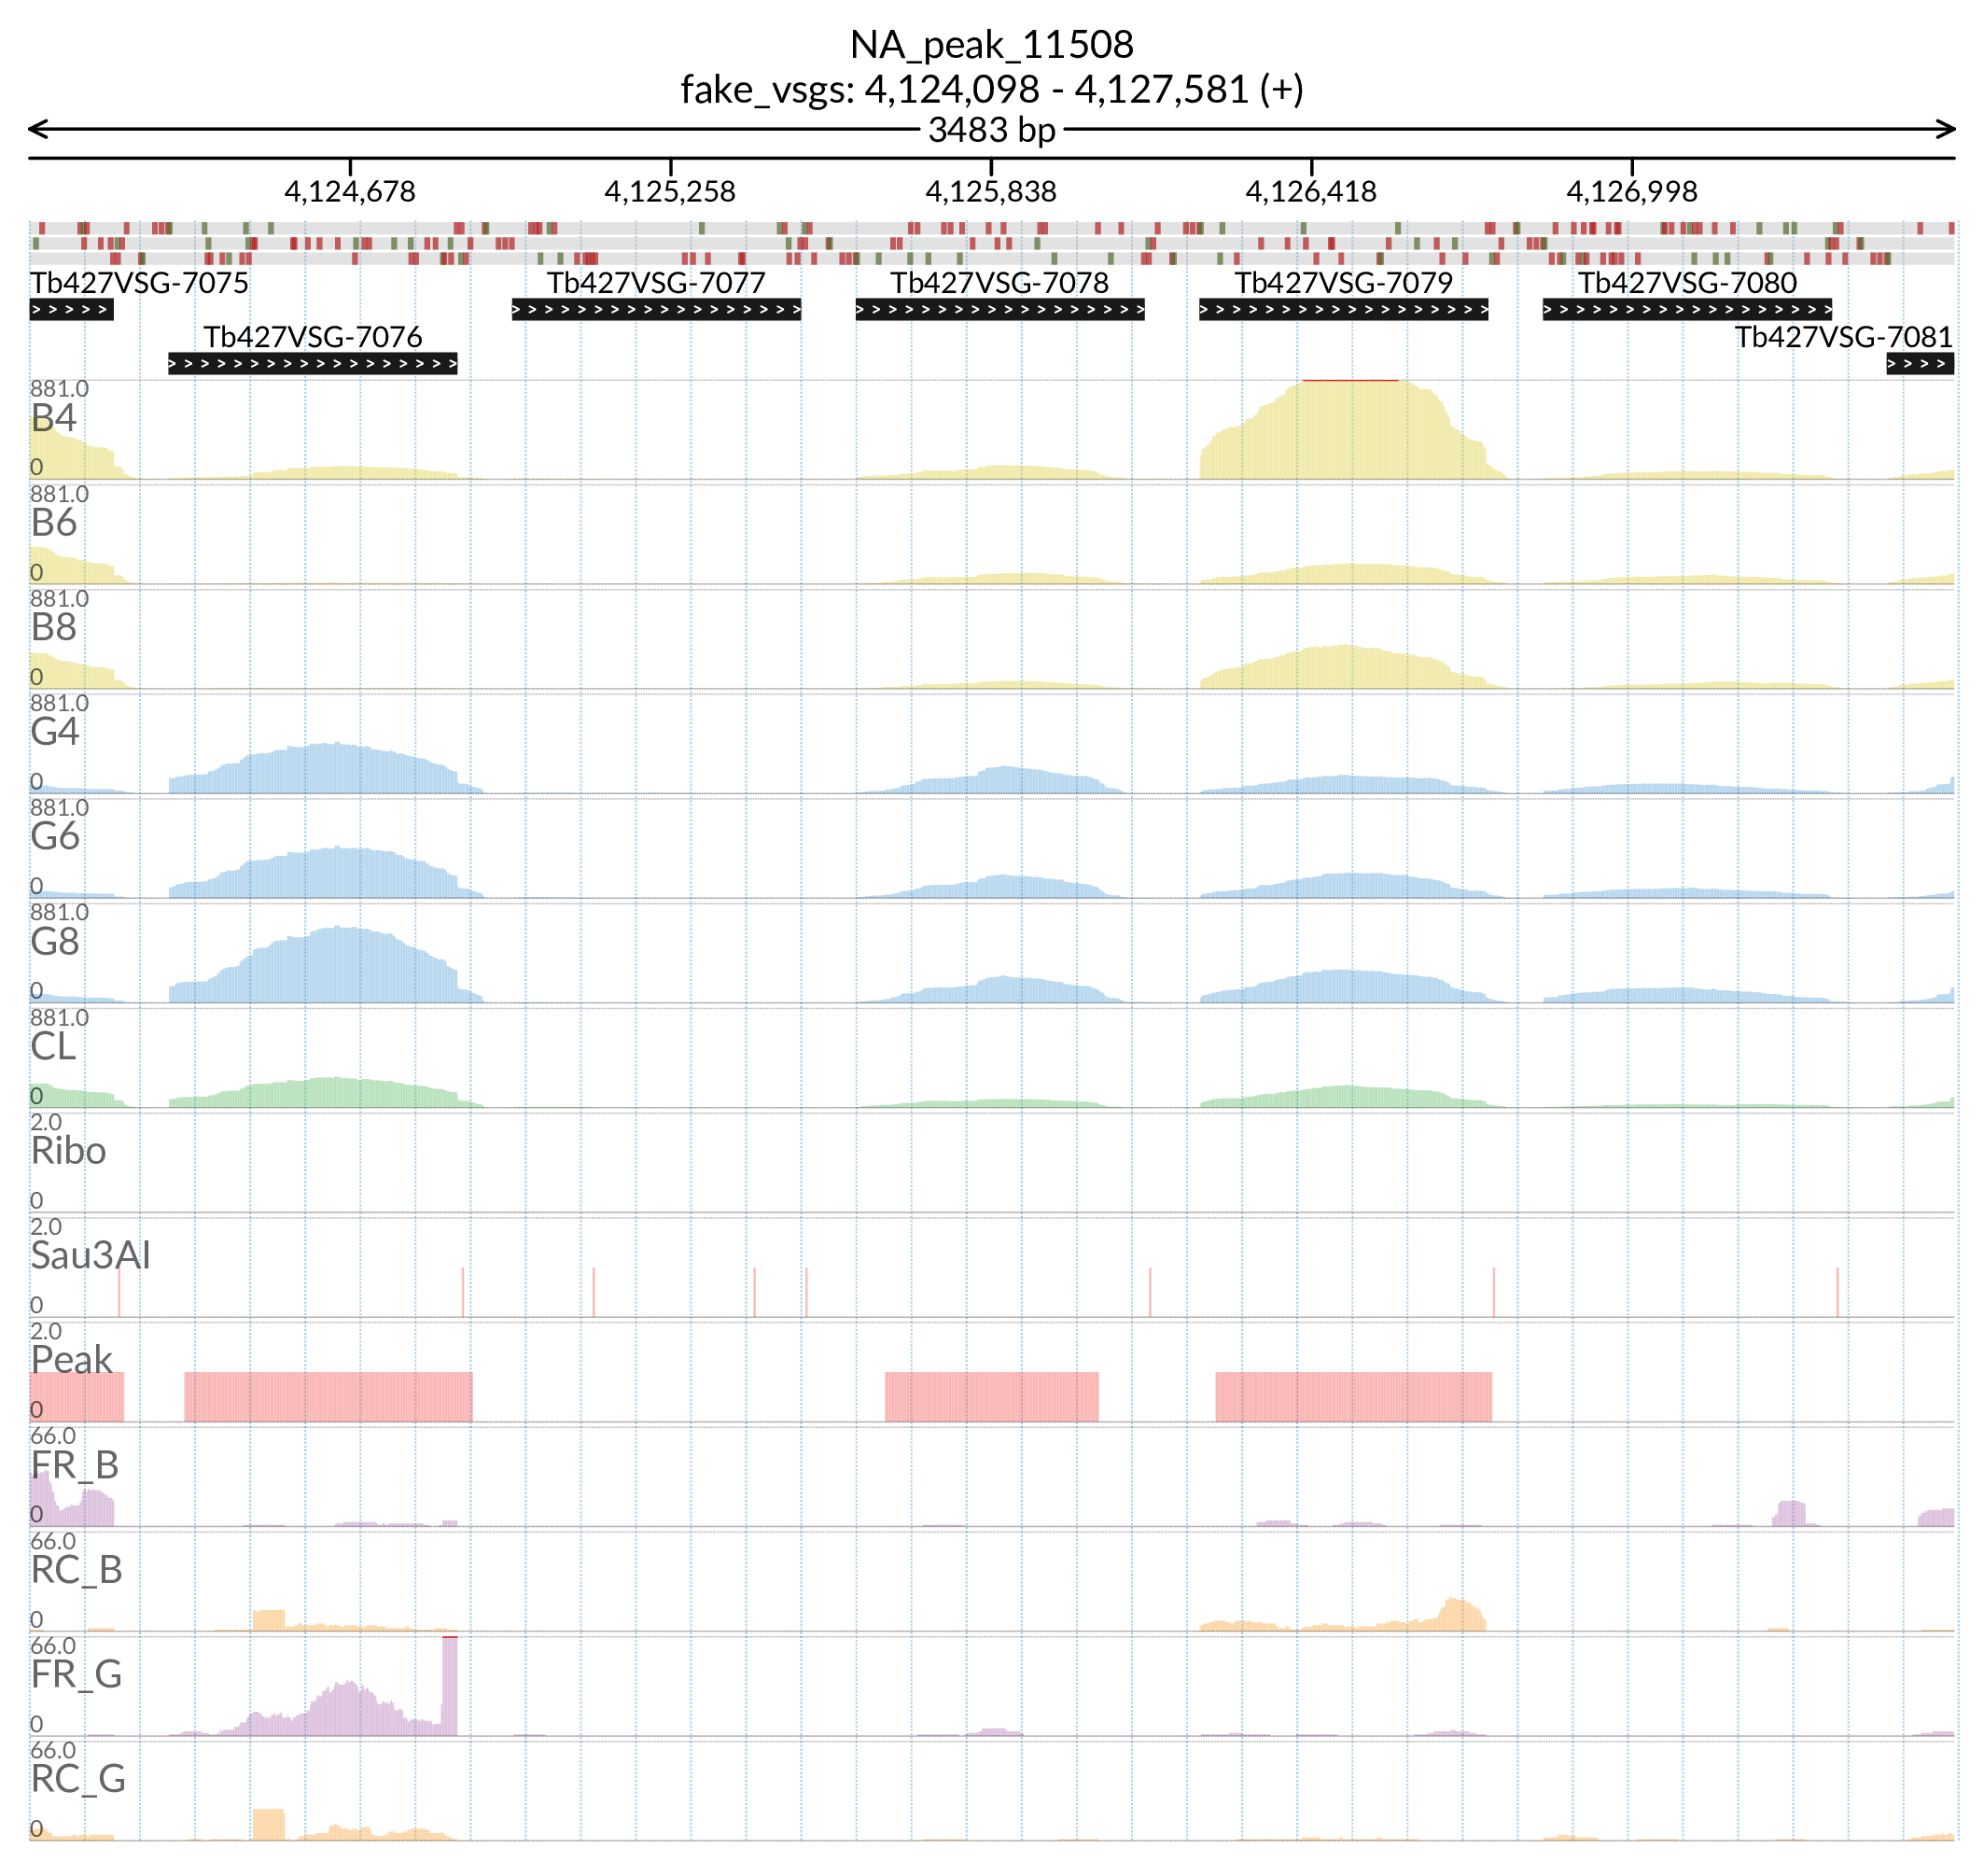 NA_peak_11508
fake_vsgs: 4,124,098 - 4,127,581 (+)
3483 bp
4,124,678 4,125,258 4,125,838 4,126,418 4,126,998
Tb427VSG-7075 Tb427VSG-7077 Tb427VSG-7078 Tb427VSG-7079 Tb427VSG-7080
Tb427VSG-7076 Tb427VSG-7081
881.0
B4
0
881.0
B6
0
881.0
B8
0
881.0
G4
0
881.0
G6
0
881.0
G8
0
881.0
CL
0
2.0
Ribo
0
2.0
Sau3AI
0
2.0
Peak
0
66.0
FR_B
0
66.0
RC_B
0
66.0
FR_G
0
66.0
RC_G
0